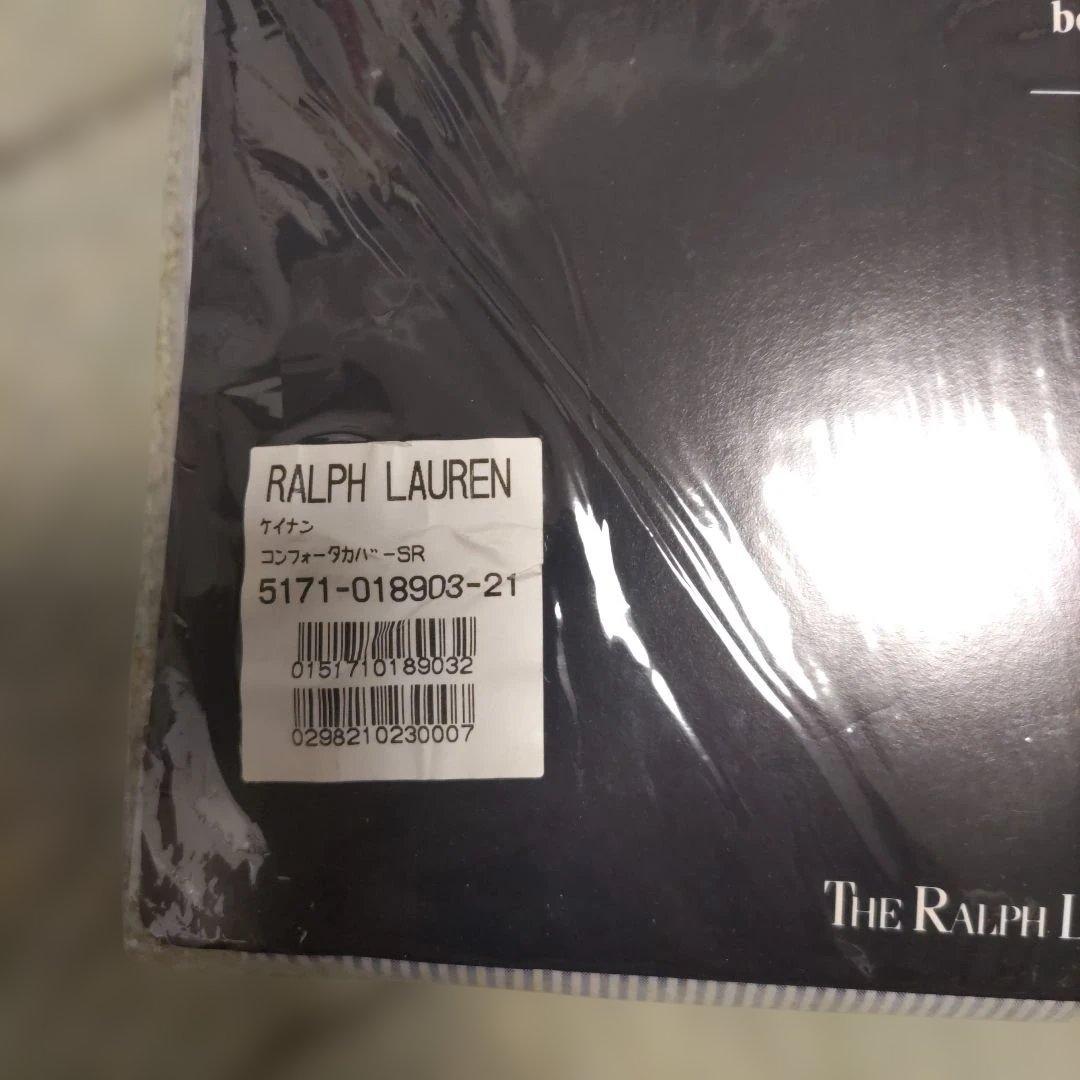 RALPH LAUREN
ケイナン
コンフォータカバーSR
5171-018903-21
0151710189032
0298210230007
THE RALPH L